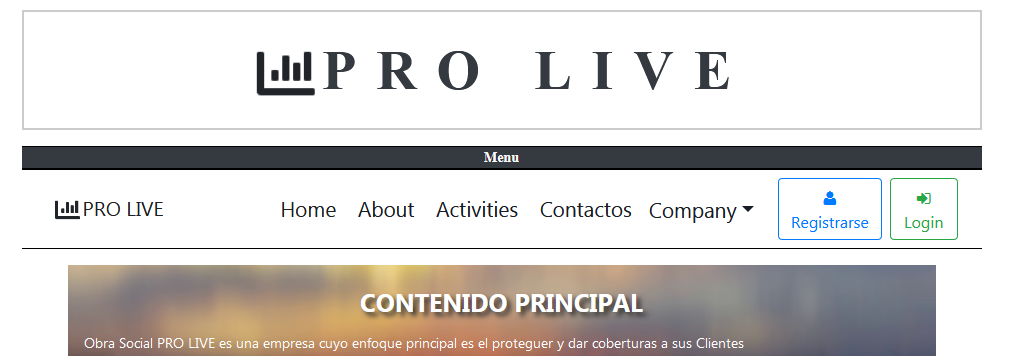 PRO LIVE
Menu
PRO LIVE Home About Activities Contactos Company Registrarse Login
CONTENIDO PRINCIPAL
Obra Social PRO LIVE es una empresa cuyo enfoque principal es el proteguer y dar coberturas a sus Clientes